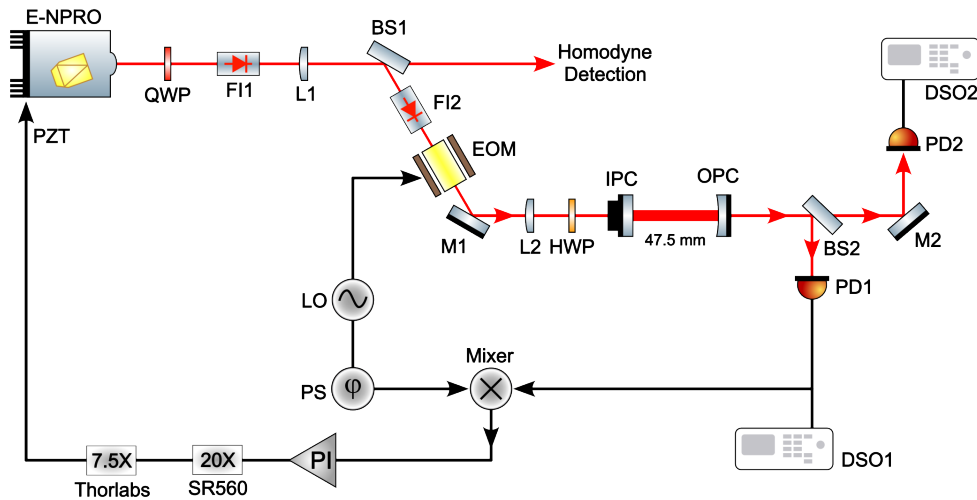 E-NPRO
QWP
FI1
L1
BS1
Homodyne
Detection
FI2
EOM
DSO2
PD2
PZT
IPC
OPC
47.5 mm
M1
L2
HWP
BS2
M2
PD1
LO
Mixer
PS
φ
PI
20X
7.5X
Thorlabs
SR560
DSO1